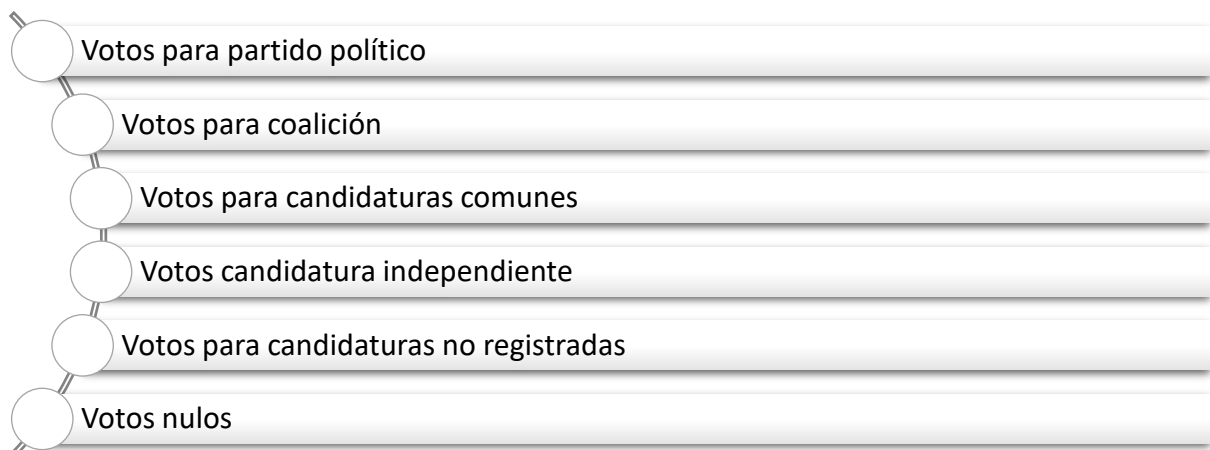 Votos para partido político
Votos para coalición
Votos para candidaturas comunes
Votos candidatura independiente
Votos para candidaturas no registradas
Votos nulos